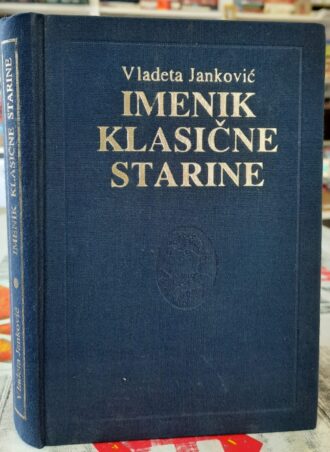 Vladeta Janković
IMENIK
KLASIČNE
STARINE
Vladeta Janković • IMENIK KLASIČNE STARINE